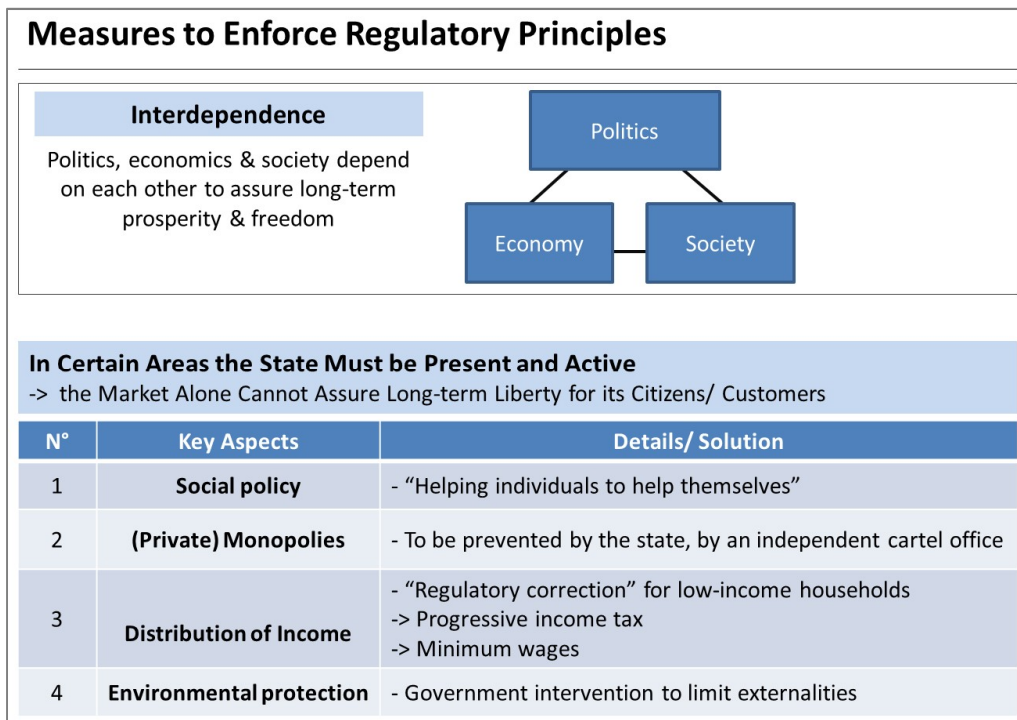 Measures to Enforce Regulatory Principles
Interdependence
Politics, economics & society depend
on each other to assure long-term
prosperity & freedom
Politics
Economy
Society
In Certain Areas the State Must be Present and Active
-> the Market Alone Cannot Assure Long-term Liberty for its Citizens/ Customers
N° Key Aspects Details/ Solution
1 Social policy - “Helping individuals to help themselves”
2 (Private) Monopolies - To be prevented by the state, by an independent cartel office
3 Distribution of Income - “Regulatory correction” for low-income households
-> Progressive income tax
-> Minimum wages
4 Environmental protection - Government intervention to limit externalities